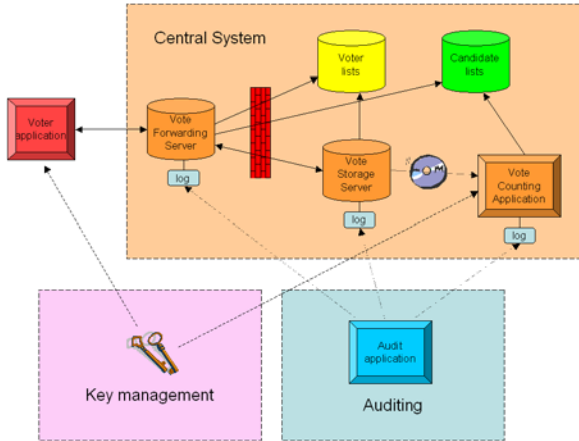 Central System
Voter
lists
Candidate
lists
Voter
application
Vote
Forwarding
Server
Vote
Storage
Server
Vote
Counting
Application
log
log
log
Key management
Audit
application
Auditing